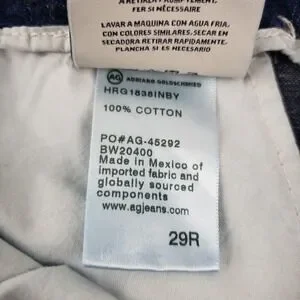 FER SI NÉCESSAIRE
LAVAR A MAQUINA CON AGUA FRIA,
CON COLORES SIMILARES. SECAR EN
SECADORA RETIRAR RAPIDAMENTE.
PLANCHA SI ES NECESARIO
AG ADRIANO GOLDSCHMIED
HRG1838INBY
100% COTTON
PO#AG-45292
BW20400
Made in Mexico of
imported fabric and
globally sourced
components
www.agjeans.com
29R